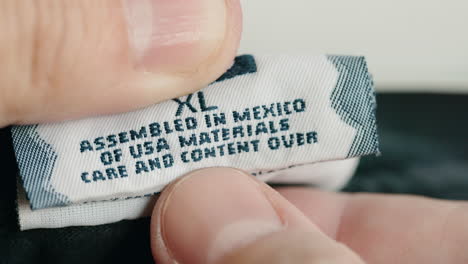 XL
ASSEMBLED IN MEXICO
OF USA MATERIALS
CARE AND CONTENT OVER